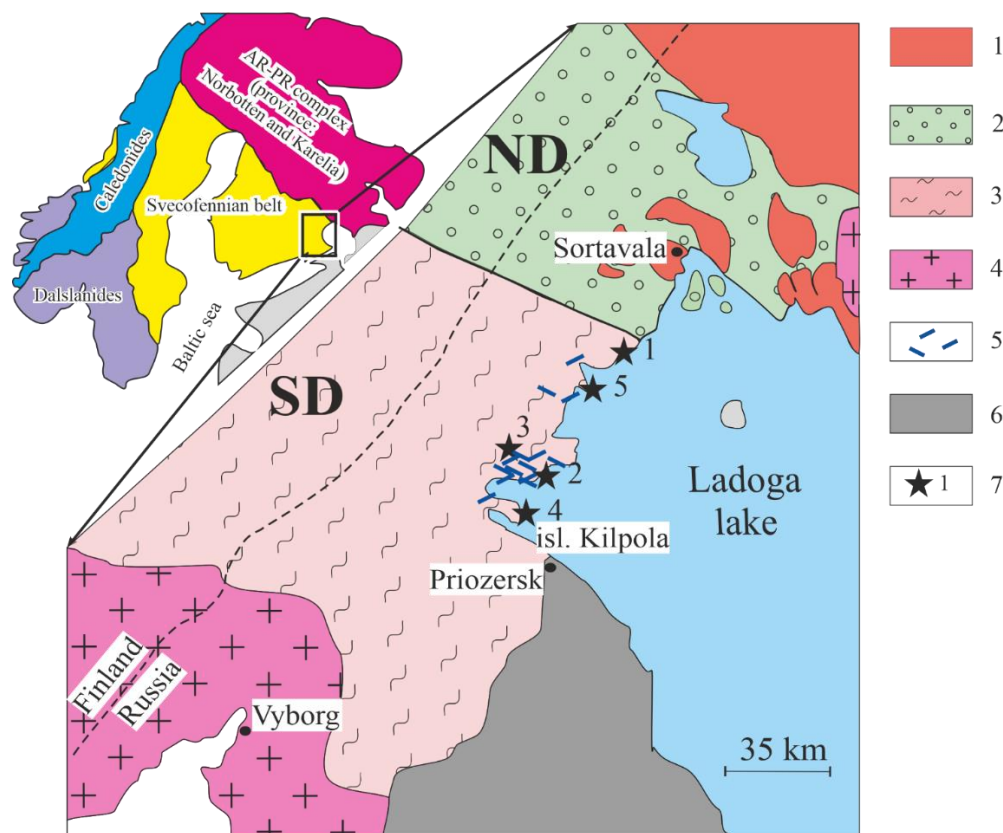 AR-PR complex
(province:
Norbotten and Karelia)
Caledonides
Svecofennian belt
Dalslanides
Baltic sea
ND
Sortavala
SD
1
5
3
2
4
isl. Kilpola
Priozersk
Ladoga
lake
Finland
Russia
Vyborg
35 km
1
2
3
4
5
6
1
7